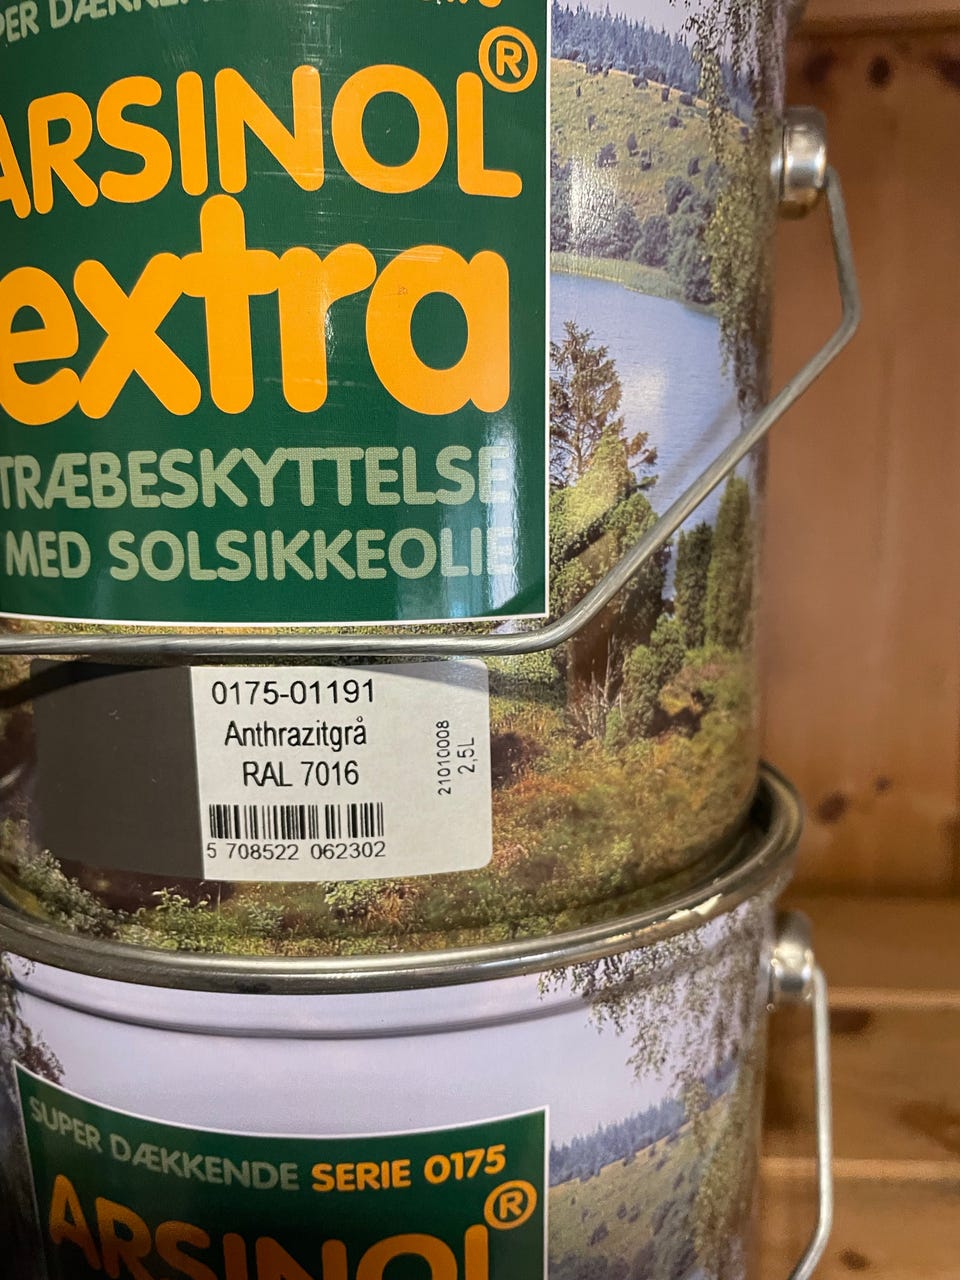 ARSINOL®
extra
TRÆBESKYTTELSE
MED SOLSIKKEOLIE
0175-01191
Anthrazitgrå
RAL 7016
5 708522 062302
21010008
2,5L
SUPER DÆKKENDE SERIE 0175
ARSINOL®